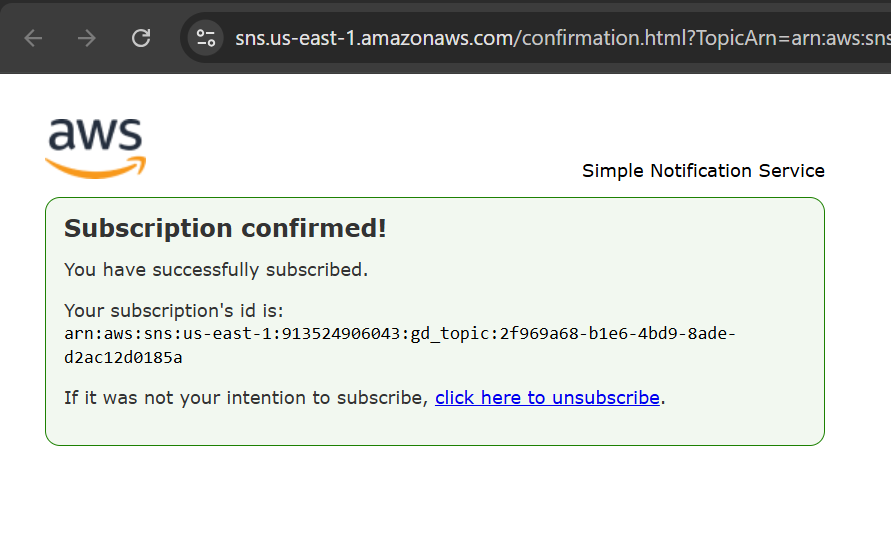 sns.us-east-1.amazonaws.com/confirmation.html?TopicArn=arn:aws:sns
aws
Simple Notification Service
Subscription confirmed!
You have successfully subscribed.
Your subscription's id is:
arn:aws:sns:us-east-1:913524906043:gd_topic:2f969a68-b1e6-4bd9-8ade-
d2ac12d0185a
If it was not your intention to subscribe, click here to unsubscribe.